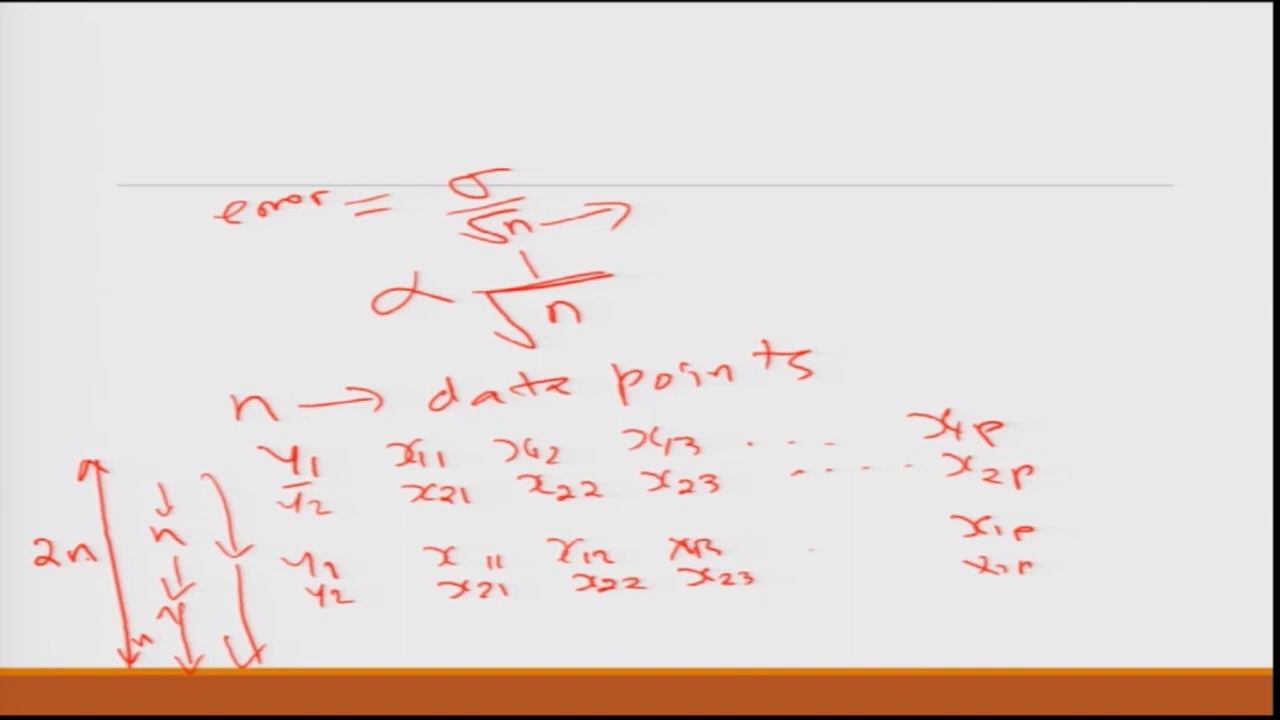 error = σ/√n →
∝ 1/√n
n → data points
y1 x11 x12 x13 . . . x1p
y2 x21 x22 x23 . . . . . x2p
2n n n
y1 x11 x12 x13 . x1p
y2 x21 x22 x23 x2p